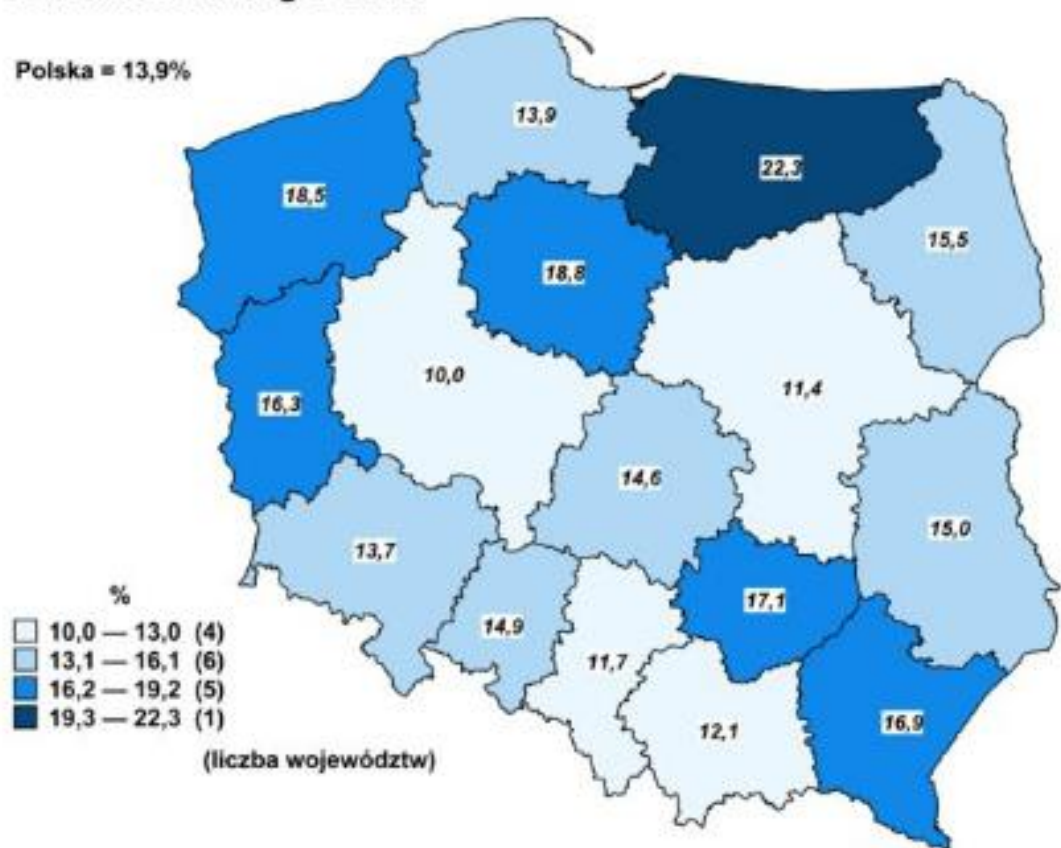 Polska = 13,9%
13,9
22,3
18,5
15,5
18,8
10,0
11,4
16,3
14,6
15,0
13,7
17,1
14,9
11,7
16,9
12,1
%
10,0 — 13,0 (4)
13,1 — 16,1 (6)
16,2 — 19,2 (5)
19,3 — 22,3 (1)
(liczba województw)